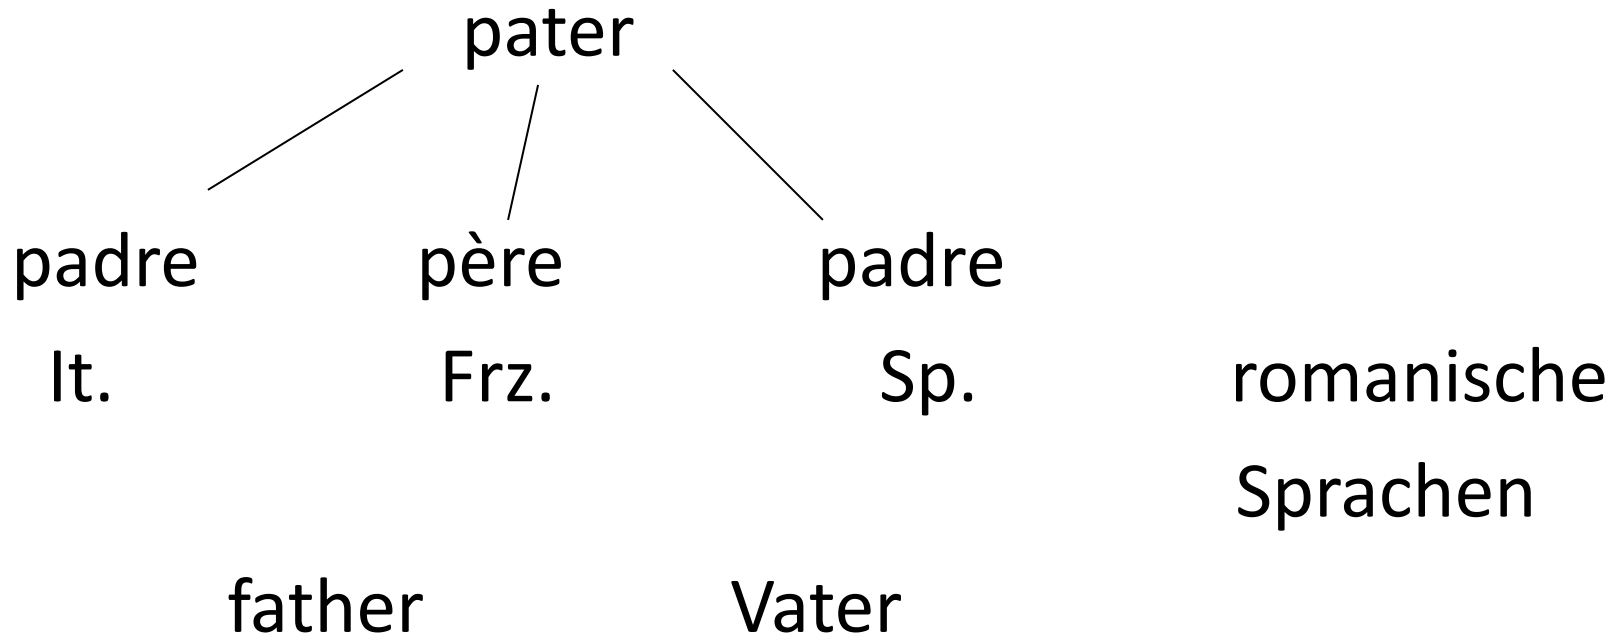 pater
padre père padre
It. Frz. Sp. romanische
Sprachen
father Vater